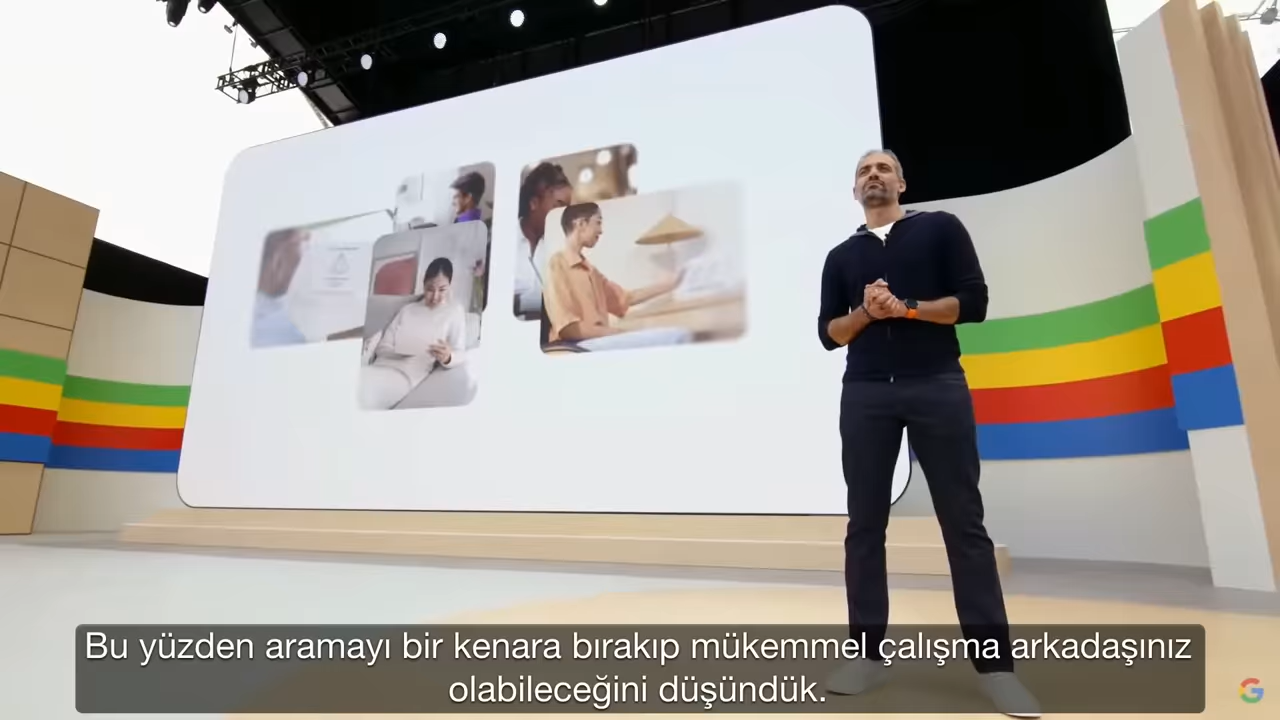 Bu yüzden aramayı bir kenara bırakıp mükemmel çalışma arkadaşınız
olabileceğini düşündük.